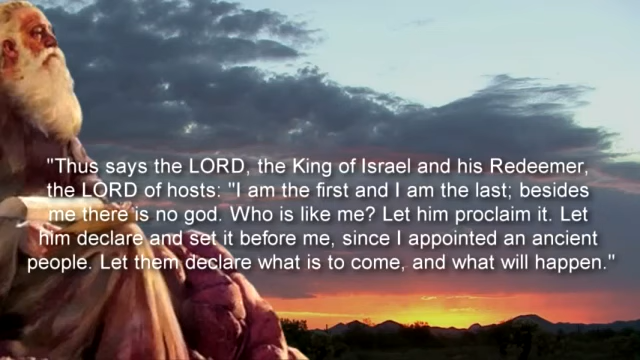 "Thus says the LORD, the King of Israel and his Redeemer,
the LORD of hosts: "I am the first and I am the last; besides
me there is no god. Who is like me? Let him proclaim it. Let
him declare and set it before me, since I appointed an ancient
people. Let them declare what is to come, and what will happen."